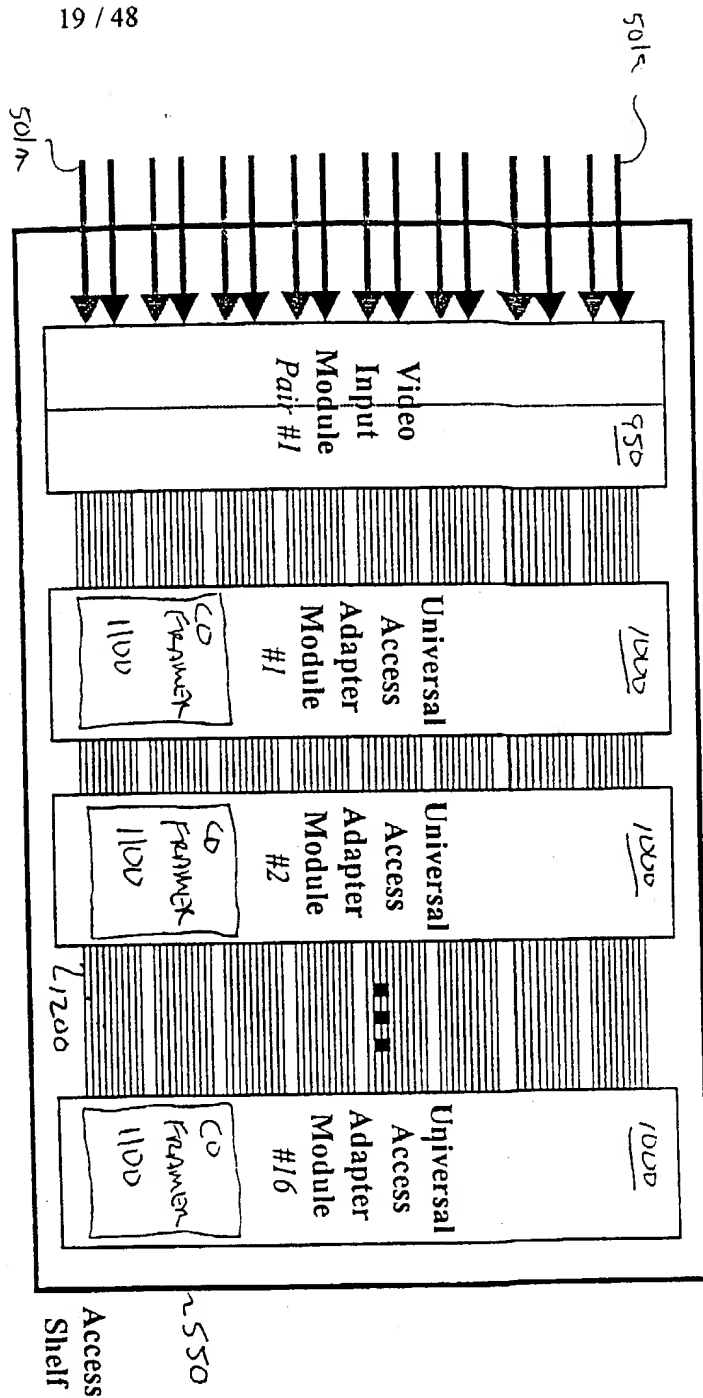 19 / 48
501a
501n
Video
Input
Module
Pair #1
950
1000
Universal
Access
Adapter
Module
#1
CO
FRAMER
1100
1000
Universal
Access
Adapter
Module
#2
CO
FRAMER
1100
1200
1000
Universal
Access
Adapter
Module
#16
CO
FRAMER
1100
550
Access
Shelf